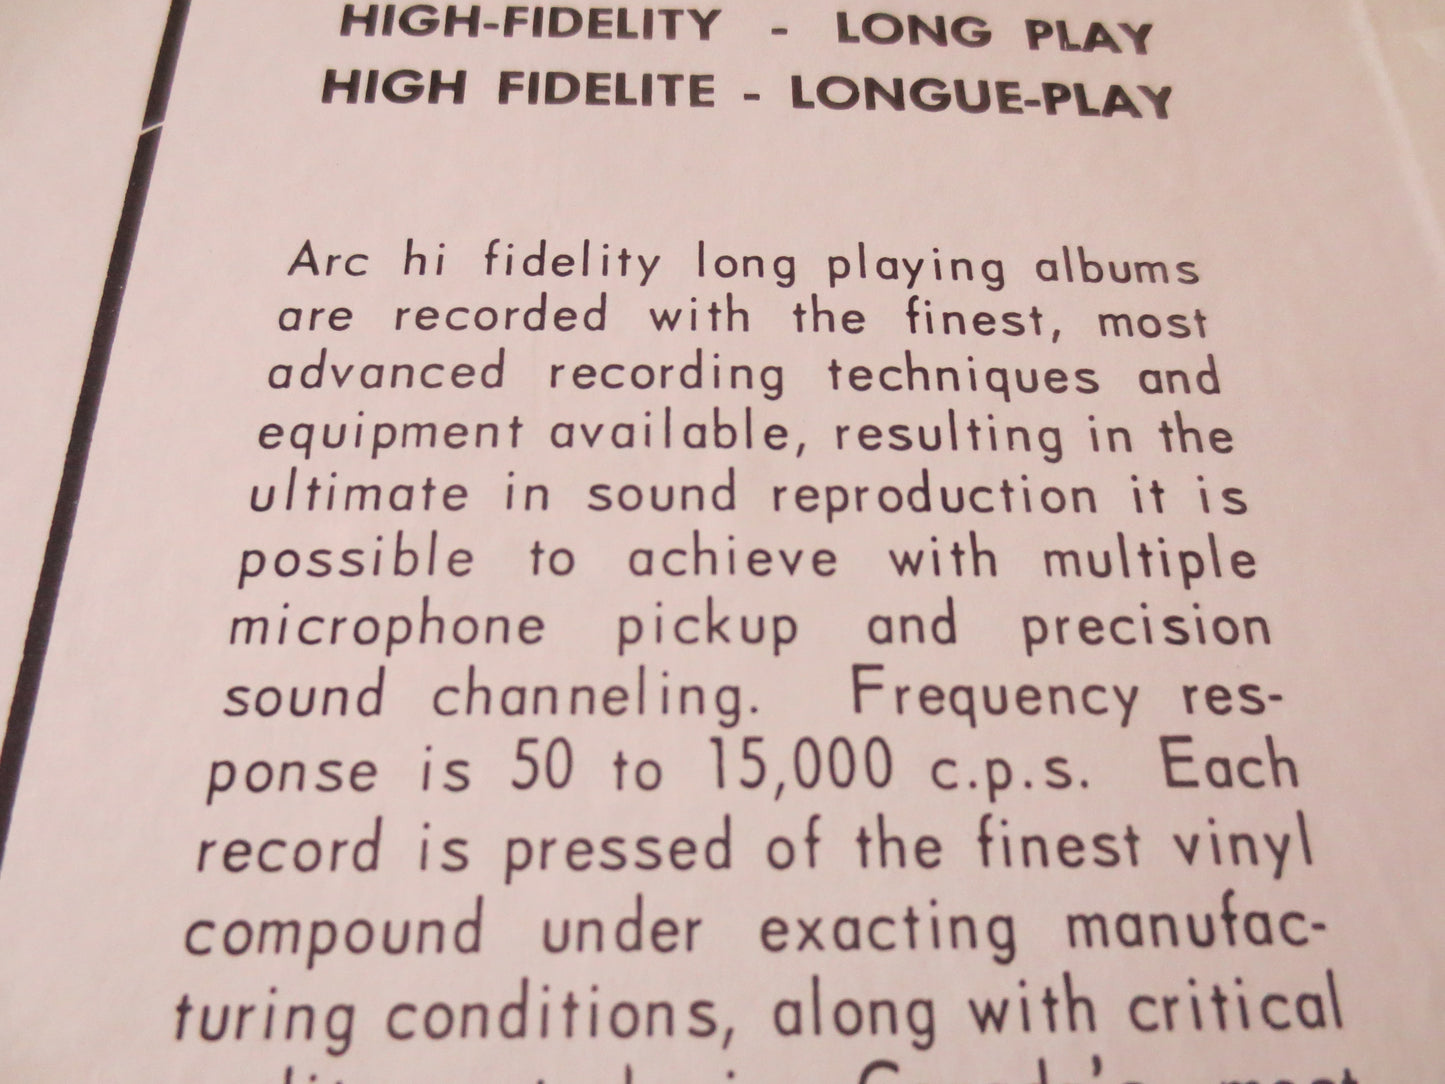 HIGH-FIDELITY - LONG PLAY
HIGH FIDELITE - LONGUE-PLAY
Arc hi fidelity long playing albums
are recorded with the finest, most
advanced recording techniques and
equipment available, resulting in the
ultimate in sound reproduction it is
possible to achieve with multiple
microphone pickup and precision
sound channeling. Frequency res-
ponse is 50 to 15,000 c.p.s. Each
record is pressed of the finest vinyl
compound under exacting manufac-
turing conditions, along with critical